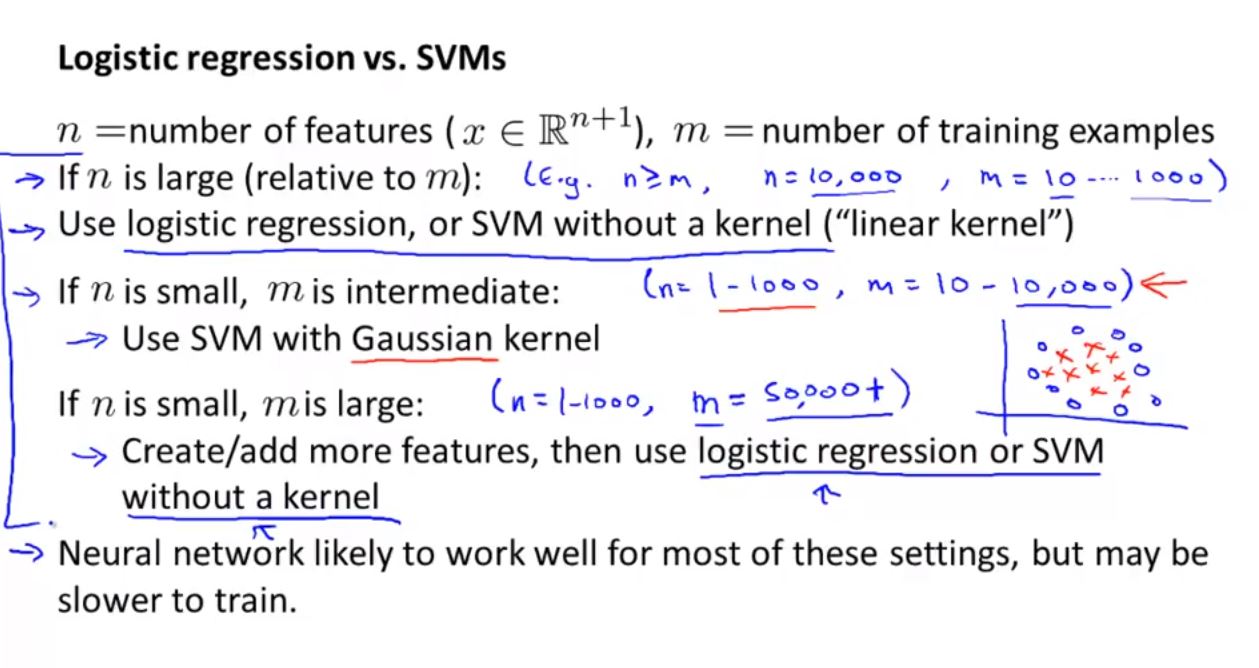 Logistic regression vs. SVMs
n =number of features ( x ∈ ℝⁿ⁺¹), m = number of training examples
→ If n is large (relative to m): (E.g. n ≥ m, n = 10,000 , m = 10 .... 1000)
→ Use logistic regression, or SVM without a kernel (“linear kernel”)
→ If n is small, m is intermediate: (n= 1 - 1000 , m = 10 - 10,000) ←
→ Use SVM with Gaussian kernel
If n is small, m is large: (n = 1-1000, m = 50,000+)
→ Create/add more features, then use logistic regression or SVM
without a kernel
→ Neural network likely to work well for most of these settings, but may be
slower to train.